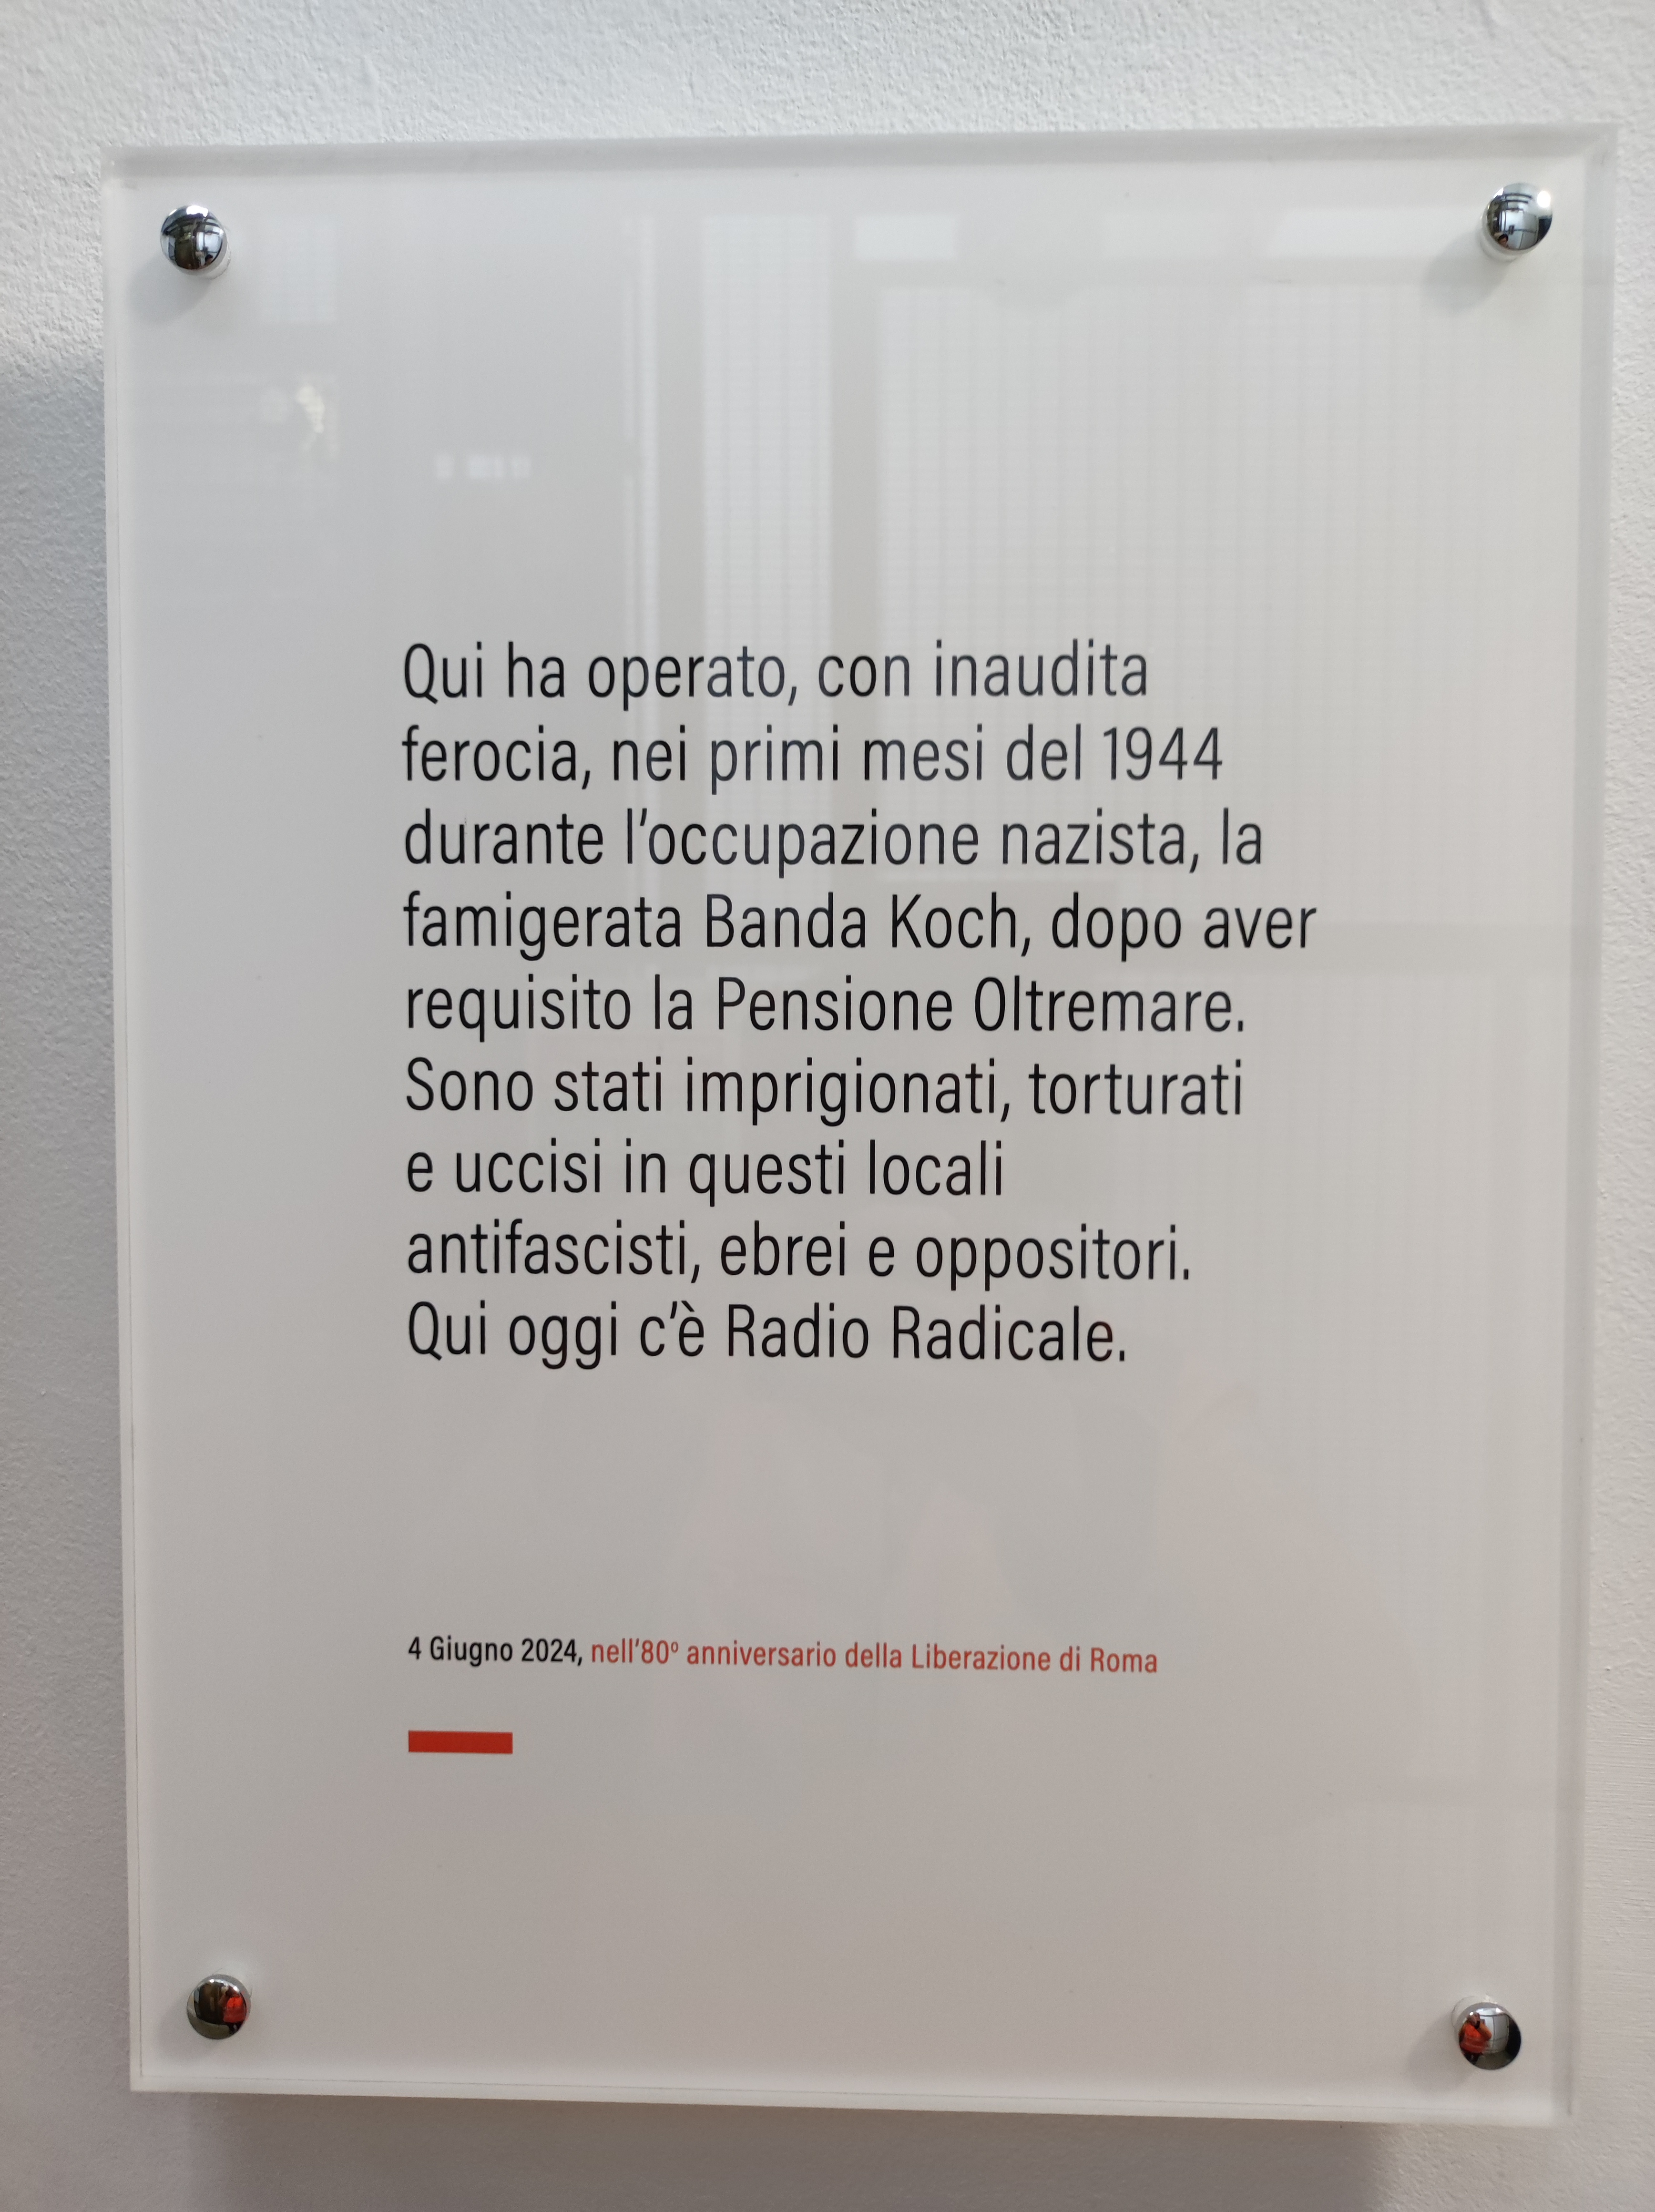 Qui ha operato, con inaudita
ferocia, nei primi mesi del 1944
durante l'occupazione nazista, la
famigerata Banda Koch, dopo aver
requisito la Pensione Oltremare.
Sono stati imprigionati, torturati
e uccisi in questi locali
antifascisti, ebrei e oppositori.
Qui oggi c'è Radio Radicale.
4 Giugno 2024, nell'80º anniversario della Liberazione di Roma